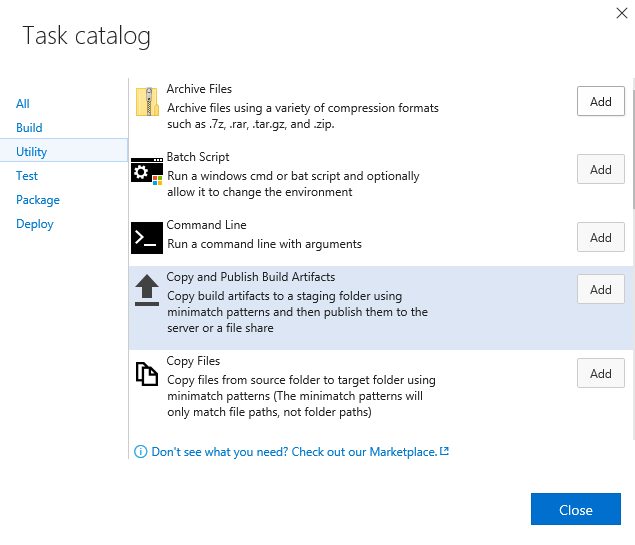 Task catalog
All
Build
Utility
Test
Package
Deploy
Archive Files
Archive files using a variety of compression formats
such as .7z, .rar, .tar.gz, and .zip.
Add
Batch Script
Run a windows cmd or bat script and optionally
allow it to change the environment
Add
Command Line
Run a command line with arguments
Add
Copy and Publish Build Artifacts
Copy build artifacts to a staging folder using
minimatch patterns and then publish them to the
server or a file share
Add
Copy Files
Copy files from source folder to target folder using
minimatch patterns (The minimatch patterns will
only match file paths, not folder paths)
Add
Don't see what you need? Check out our Marketplace.
Close